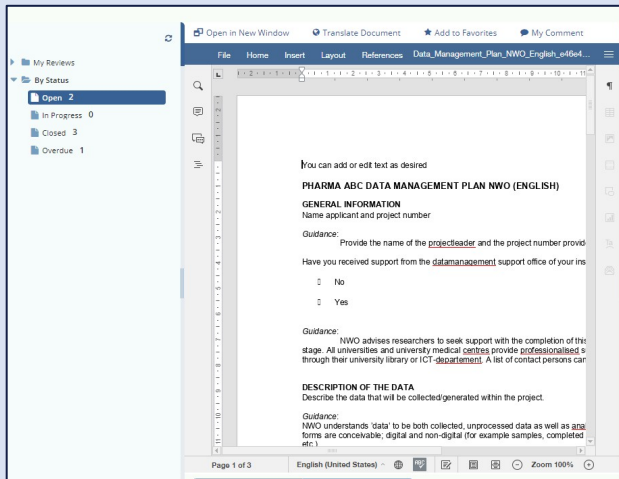 Open in New Window Translate Document Add to Favorites My Comment
File Home Insert Layout References Data_Management_Plan_NWO_English_e46e4...
My Reviews
By Status
Open 2
In Progress 0
Closed 3
Overdue 1
You can add or edit text as desired
PHARMA ABC DATA MANAGEMENT PLAN NWO (ENGLISH)
GENERAL INFORMATION
Name applicant and project number
Guidance:
Provide the name of the projectleader and the project number provid
Have you received support from the datamanagement support office of your ins
No
Yes
Guidance:
NWO advises researchers to seek support with the completion of this
stage. All universities and university medical centres provide professionalised s
through their university library or ICT-departement. A list of contact persons can
DESCRIPTION OF THE DATA
Describe the data that will be collected/generated within the project.
Guidance:
NWO understands 'data' to be both collected, unprocessed data as well as ana
forms are conceivable; digital and non-digital (for example samples, completed
etc.)
Page 1 of 3 English (United States) Zoom 100%